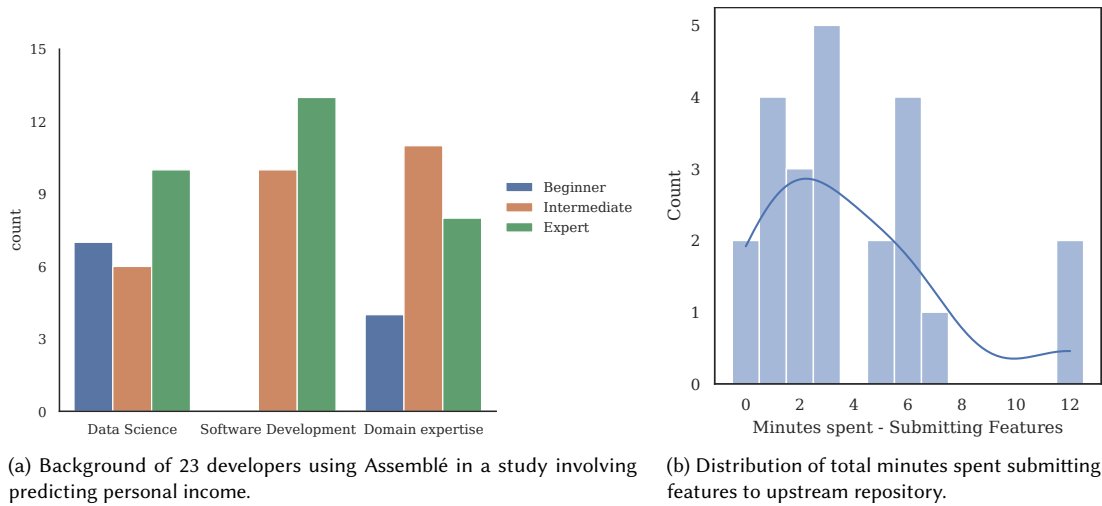 15
12
9
6
3
0
count
Data Science
Software Development
Domain expertise
Beginner
Intermediate
Expert
(a) Background of 23 developers using Assemblé in a study involving
predicting personal income.
5
4
3
2
1
0
Count
0 2 4 6 8 10 12
Minutes spent - Submitting Features
(b) Distribution of total minutes spent submitting
features to upstream repository.